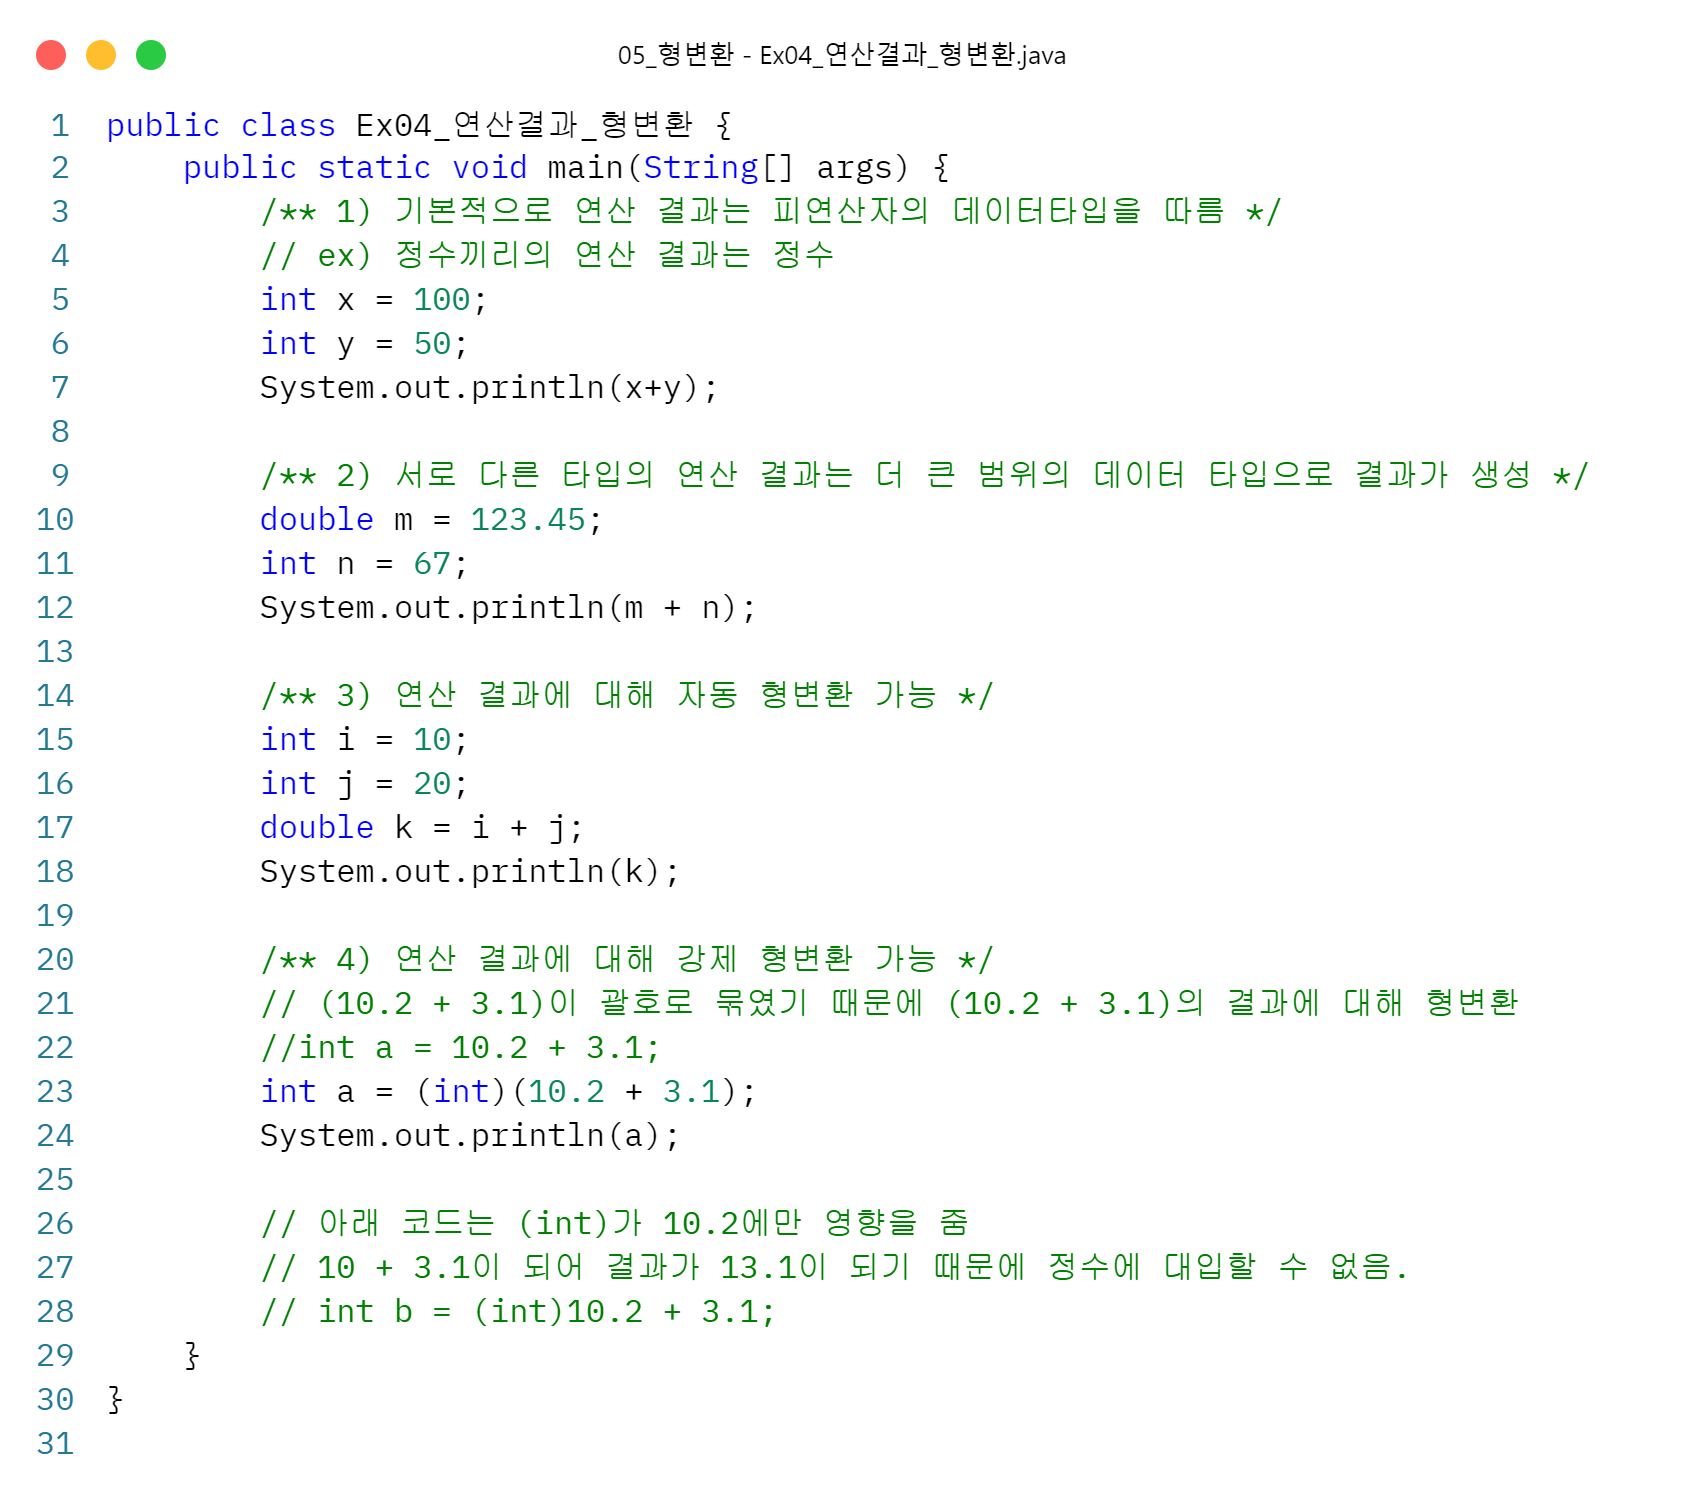 05_형변환 - Ex04_연산결과_형변환.java
1 public class Ex04_연산결과_형변환 {
2     public static void main(String[] args) {
3         /** 1) 기본적으로 연산 결과는 피연산자의 데이터타입을 따름 */
4         // ex) 정수끼리의 연산 결과는 정수
5         int x = 100;
6         int y = 50;
7         System.out.println(x+y);
8
9         /** 2) 서로 다른 타입의 연산 결과는 더 큰 범위의 데이터 타입으로 결과가 생성 */
10         double m = 123.45;
11         int n = 67;
12         System.out.println(m + n);
13
14         /** 3) 연산 결과에 대해 자동 형변환 가능 */
15         int i = 10;
16         int j = 20;
17         double k = i + j;
18         System.out.println(k);
19
20         /** 4) 연산 결과에 대해 강제 형변환 가능 */
21         // (10.2 + 3.1)이 괄호로 묶였기 때문에 (10.2 + 3.1)의 결과에 대해 형변환
22         //int a = 10.2 + 3.1;
23         int a = (int)(10.2 + 3.1);
24         System.out.println(a);
25
26         // 아래 코드는 (int)가 10.2에만 영향을 줌
27         // 10 + 3.1이 되어 결과가 13.1이 되기 때문에 정수에 대입할 수 없음.
28         // int b = (int)10.2 + 3.1;
29     }
30 }
31